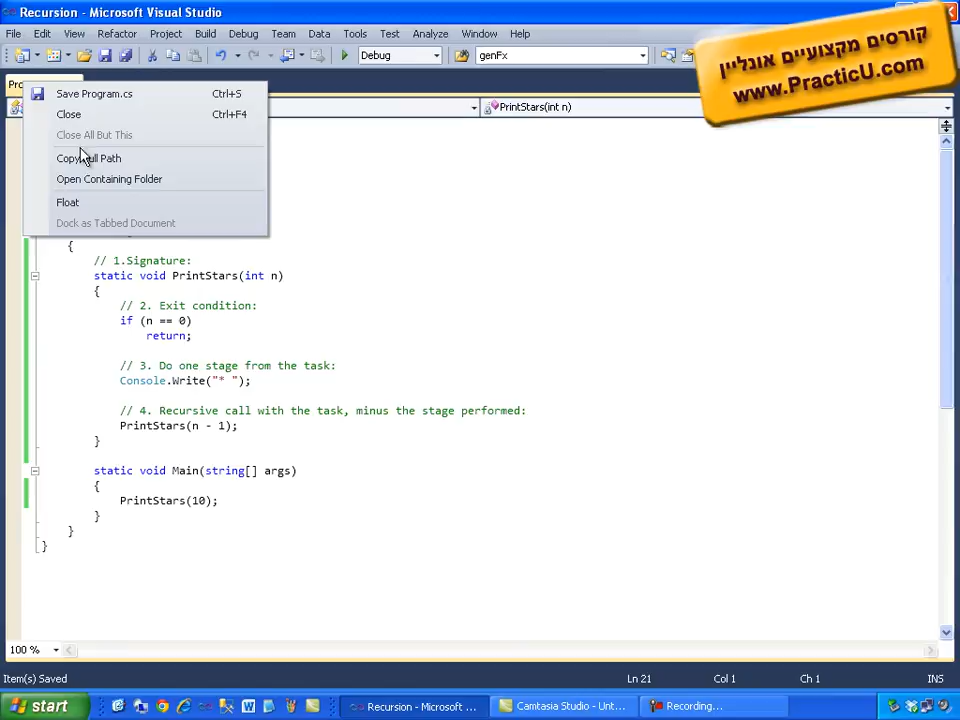 Recursion - Microsoft Visual Studio
File Edit View Refactor Project Build Debug Team Data Tools Test Analyze Window Help
Debug genFx
קורסים מקצועיים אונליין
www.PracticU.com
Save Program.cs Ctrl+S
Close Ctrl+F4
Close All But This
Open Containing Folder
Float
Dock as Tabbed Document
PrintStars(int n)
{
// 1.Signature:
static void PrintStars(int n)
{
// 2. Exit condition:
if (n == 0)
return;
// 3. Do one stage from the task:
Console.Write("* ");
// 4. Recursive call with the task, minus the stage performed:
PrintStars(n - 1);
}
static void Main(string[] args)
{
PrintStars(10);
}
}
}
100 %
Item(s) Saved Ln 21 Col 1 Ch 1 INS
start Recursion - Microsoft ... Camtasia Studio - Unt... Recording...